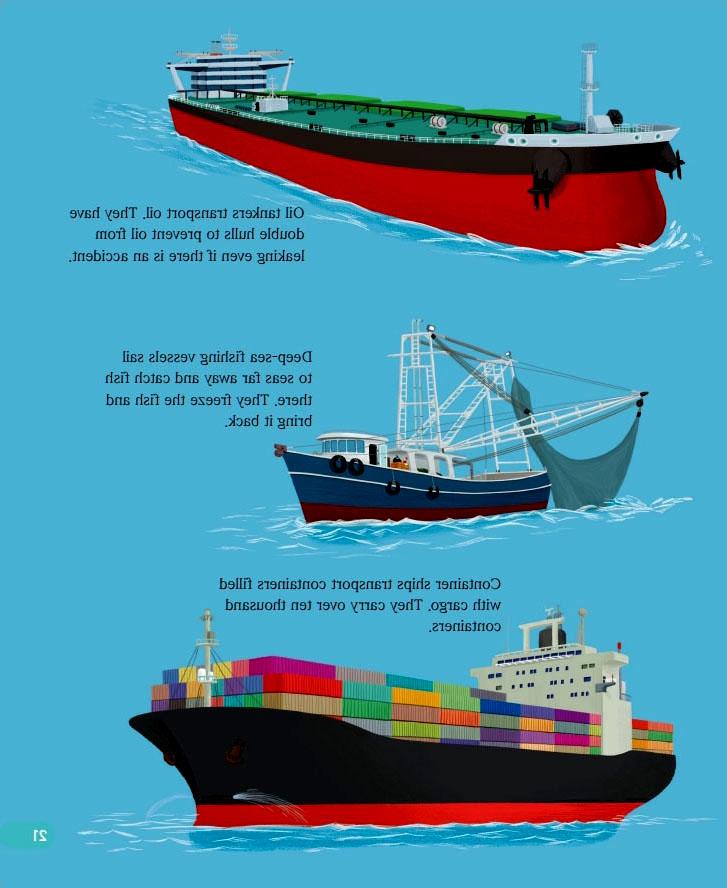 Oil tankers transport oil. They have
double hulls to prevent oil from
leaking even if there is an accident.
Deep-sea fishing vessels sail
to seas far away and catch fish
there. They freeze the fish and
bring it back.
Container ships transport containers filled
with cargo. They carry over ten thousand
containers.
21